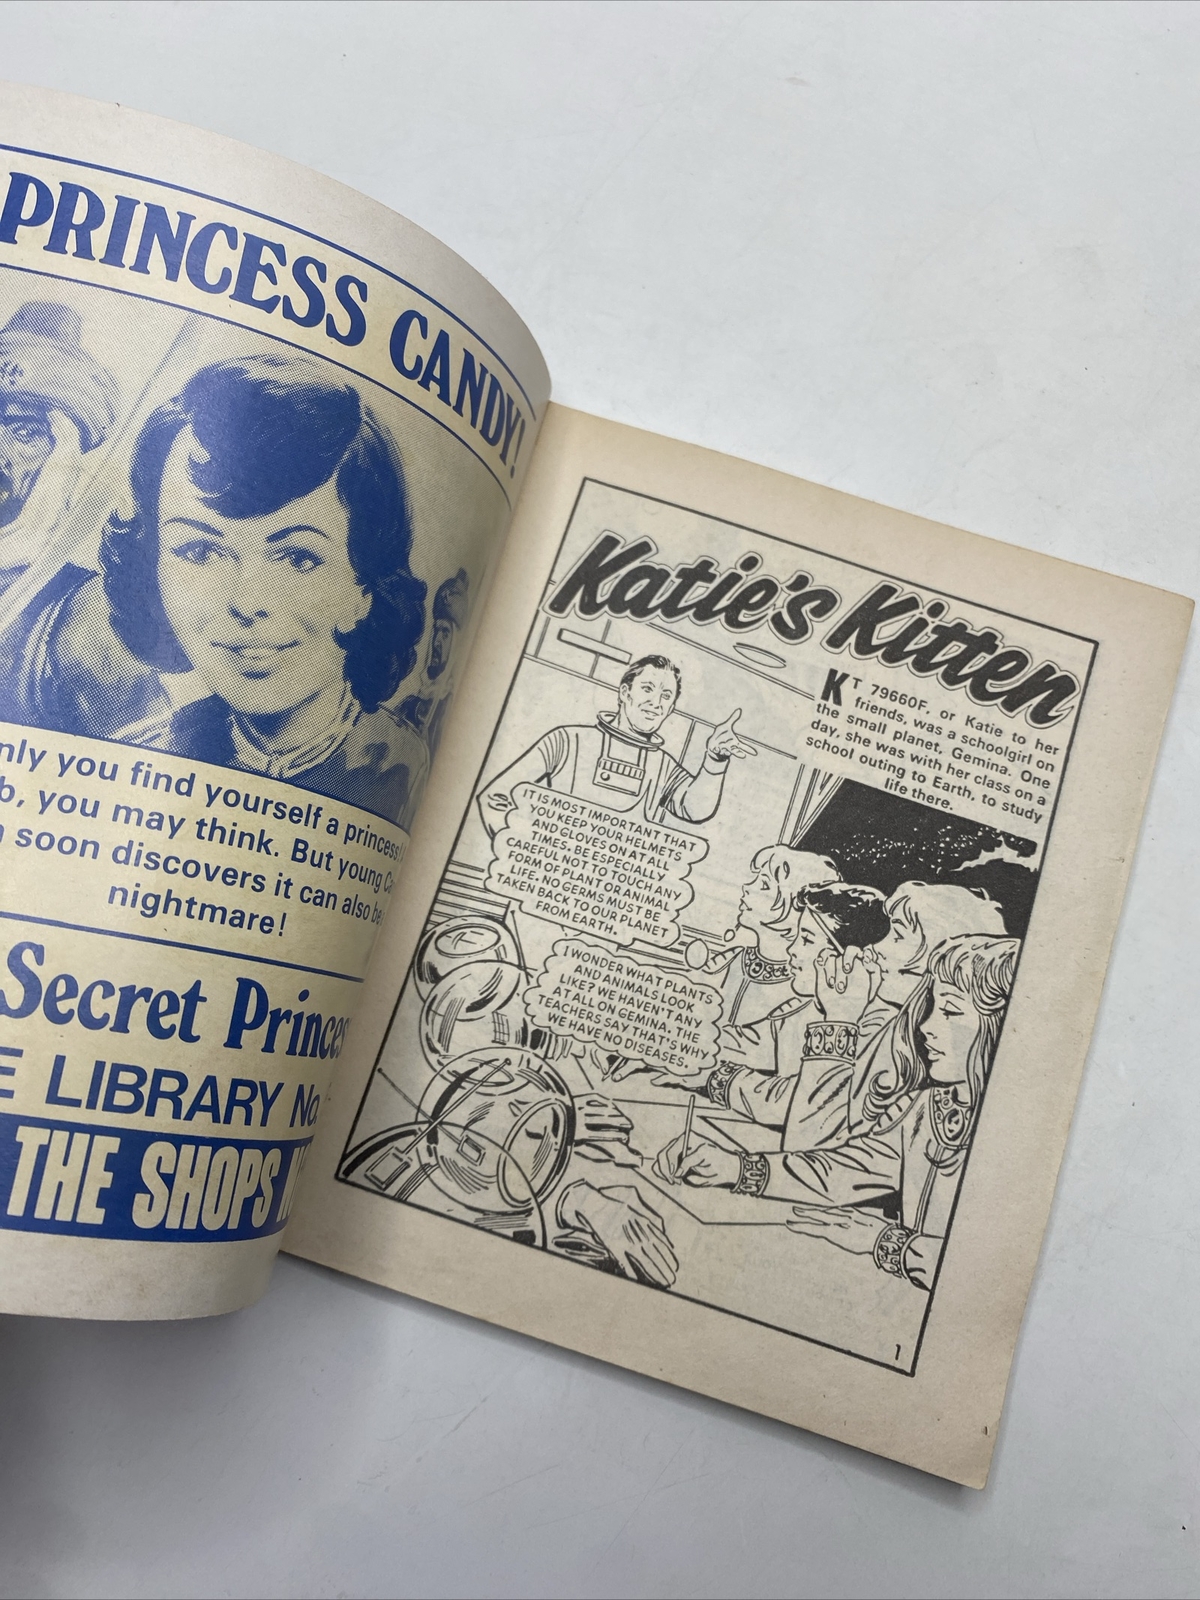 PRINCESS CANDY!
nly you find yourself a princess
b, you may think. But young
soon discovers it can also be
nightmare!
Secret
LIBRARY No.
THE SHOPS
Katie's Kitten
KT 79660F, or Katie to her
friends, was a schoolgirl on
the small planet, Gemina. One
day, she was with her class on a
school outing to Earth, to study
life there.
IT IS MOST IMPORTANT THAT
YOU KEEP YOUR HELMETS
AND GLOVES ON AT ALL
TIMES. BE ESPECIALLY
CAREFUL NOT TO TOUCH ANY
FORM OF PLANT OR ANIMAL
LIFE. NO GERMS MUST BE
TAKEN BACK TO OUR PLANET
FROM EARTH.
I WONDER WHAT PLANTS
AND ANIMALS LOOK
LIKE? WE HAVEN'T ANY
AT ALL ON GEMINA. THE
TEACHERS SAY THAT'S WHY
WE HAVE NO DISEASES.
1